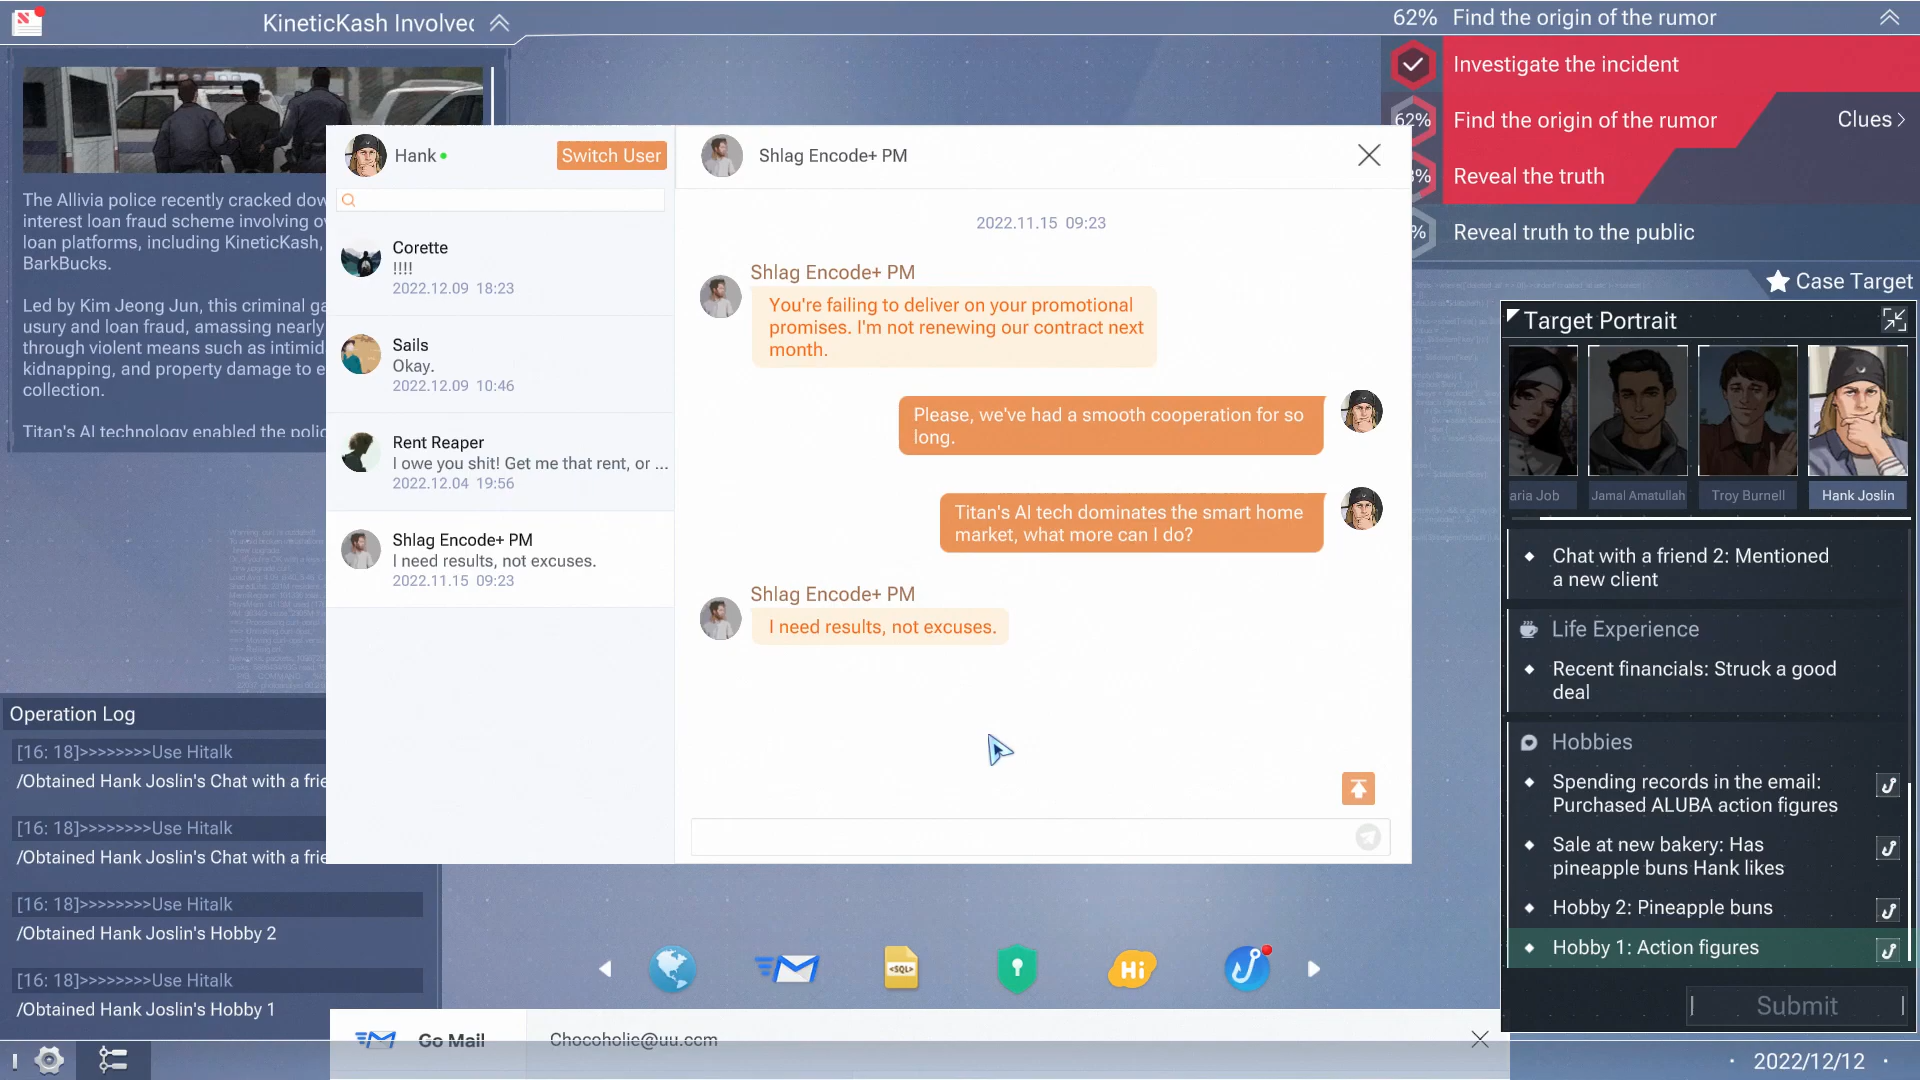 KineticKash Involved
The Allivia police recently cracked dow
interest loan fraud scheme involving ov
loan platforms, including KineticKash,
BarkBucks.
Led by Kim Jeong Jun, this criminal ga
usury and loan fraud, amassing nearly
through violent means such as intimid
kidnapping, and property damage to e
collection.
Titan's AI technology enabled the polic
Operation Log
[16: 18]>>>>>>>>Use Hitalk
/Obtained Hank Joslin's Chat with a frie
[16: 18]>>>>>>>>Use Hitalk
/Obtained Hank Joslin's Chat with a frie
[16: 18]>>>>>>>>Use Hitalk
/Obtained Hank Joslin's Hobby 2
[16: 18]>>>>>>>>Use Hitalk
/Obtained Hank Joslin's Hobby 1
Hank
Switch User
Corette
!!!!
2022.12.09 18:23
Sails
Okay.
2022.12.09 10:46
Rent Reaper
I owe you shit! Get me that rent, or ...
2022.12.04 19:56
Shlag Encode+ PM
I need results, not excuses.
2022.11.15 09:23
Shlag Encode+ PM
2022.11.15 09:23
Shlag Encode+ PM
You're failing to deliver on your promotional
promises. I'm not renewing our contract next
month.
Please, we've had a smooth cooperation for so
long.
Titan's AI tech dominates the smart home
market, what more can I do?
Shlag Encode+ PM
I need results, not excuses.
<SQL>
Hi
Go Mail
Chocoholie@uu.com
62% Find the origin of the rumor
Investigate the incident
62% Find the origin of the rumor
Clues >
% Reveal the truth
% Reveal truth to the public
Case Target
Target Portrait
aria Job
Jamal Amatullah
Troy Burnell
Hank Joslin
Chat with a friend 2: Mentioned
a new client
Life Experience
Recent financials: Struck a good
deal
Hobbies
Spending records in the email:
Purchased ALUBA action figures
Sale at new bakery: Has
pineapple buns Hank likes
Hobby 2: Pineapple buns
Hobby 1: Action figures
Submit
2022/12/12